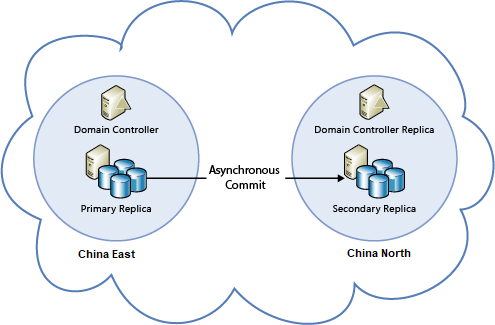 Domain Controller
Primary Replica
China East
Asynchronous
Commit
Domain Controller Replica
Secondary Replica
China North